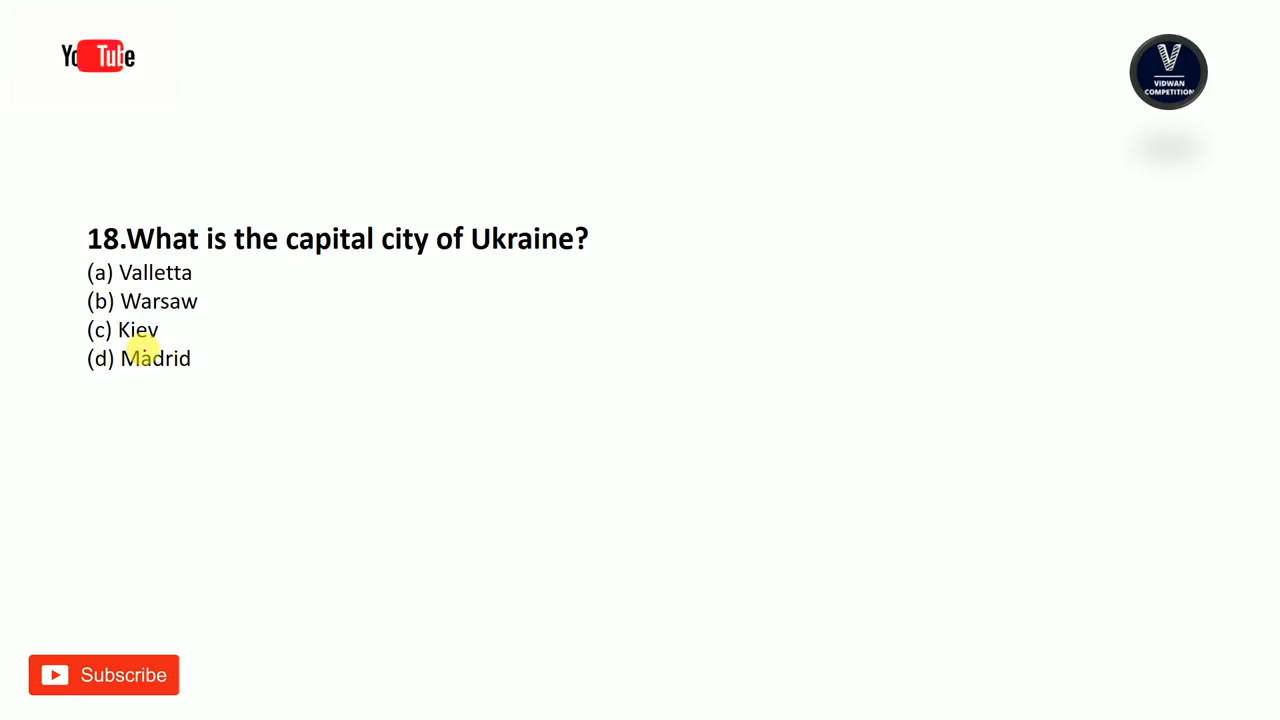 YouTube
V
VIDWAN
COMPETITION
18.What is the capital city of Ukraine?
(a) Valletta
(b) Warsaw
(c) Kiev
(d) Madrid
Subscribe